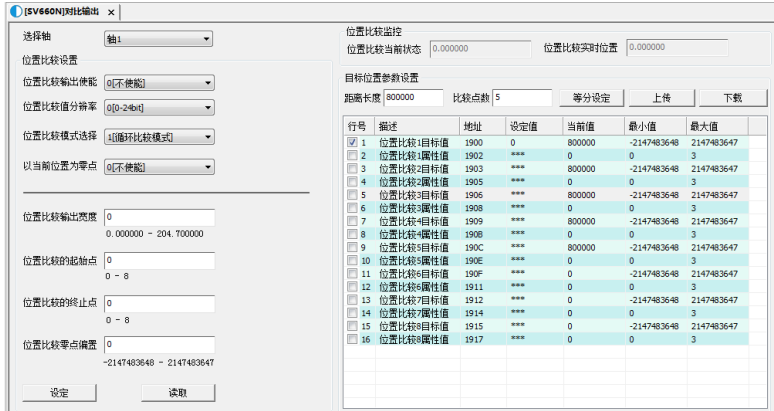 [SV660N]对比输出 x
选择轴 轴1
位置比较设置
位置比较输出使能 0[不使能]
位置比较值分辨率 0[0-24bit]
位置比较模式选择 1[循环比较模式]
以当前位置为零点 0[不使能]
位置比较输出宽度 0
0.000000 - 204.700000
位置比较的起始点 0
0 - 8
位置比较的终止点 0
0 - 8
位置比较零点偏置 0
-2147483648 - 2147483647
设定 读取
位置比较监控
位置比较当前状态 0.000000 位置比较实时位置 0.000000
目标位置参数设置
距离长度 800000 比较点数 5 等分设定 上传 下载
行号 描述 地址 设定值 当前值 最小值 最大值
1 位置比较1目标值 1900 0 800000 -2147483648 2147483647
2 位置比较1属性值 1902 *** 0 0 3
3 位置比较2目标值 1903 *** 800000 -2147483648 2147483647
4 位置比较2属性值 1905 *** 0 0 3
5 位置比较3目标值 1906 *** 800000 -2147483648 2147483647
6 位置比较3属性值 1908 *** 0 0 3
7 位置比较4目标值 1909 *** 800000 -2147483648 2147483647
8 位置比较4属性值 190B *** 0 0 3
9 位置比较5目标值 190C *** 800000 -2147483648 2147483647
10 位置比较5属性值 190E *** 0 0 3
11 位置比较6目标值 190F *** 0 -2147483648 2147483647
12 位置比较6属性值 1911 *** 0 0 3
13 位置比较7目标值 1912 *** 0 -2147483648 2147483647
14 位置比较7属性值 1914 *** 0 0 3
15 位置比较8目标值 1915 *** 0 -2147483648 2147483647
16 位置比较8属性值 1917 *** 0 0 3